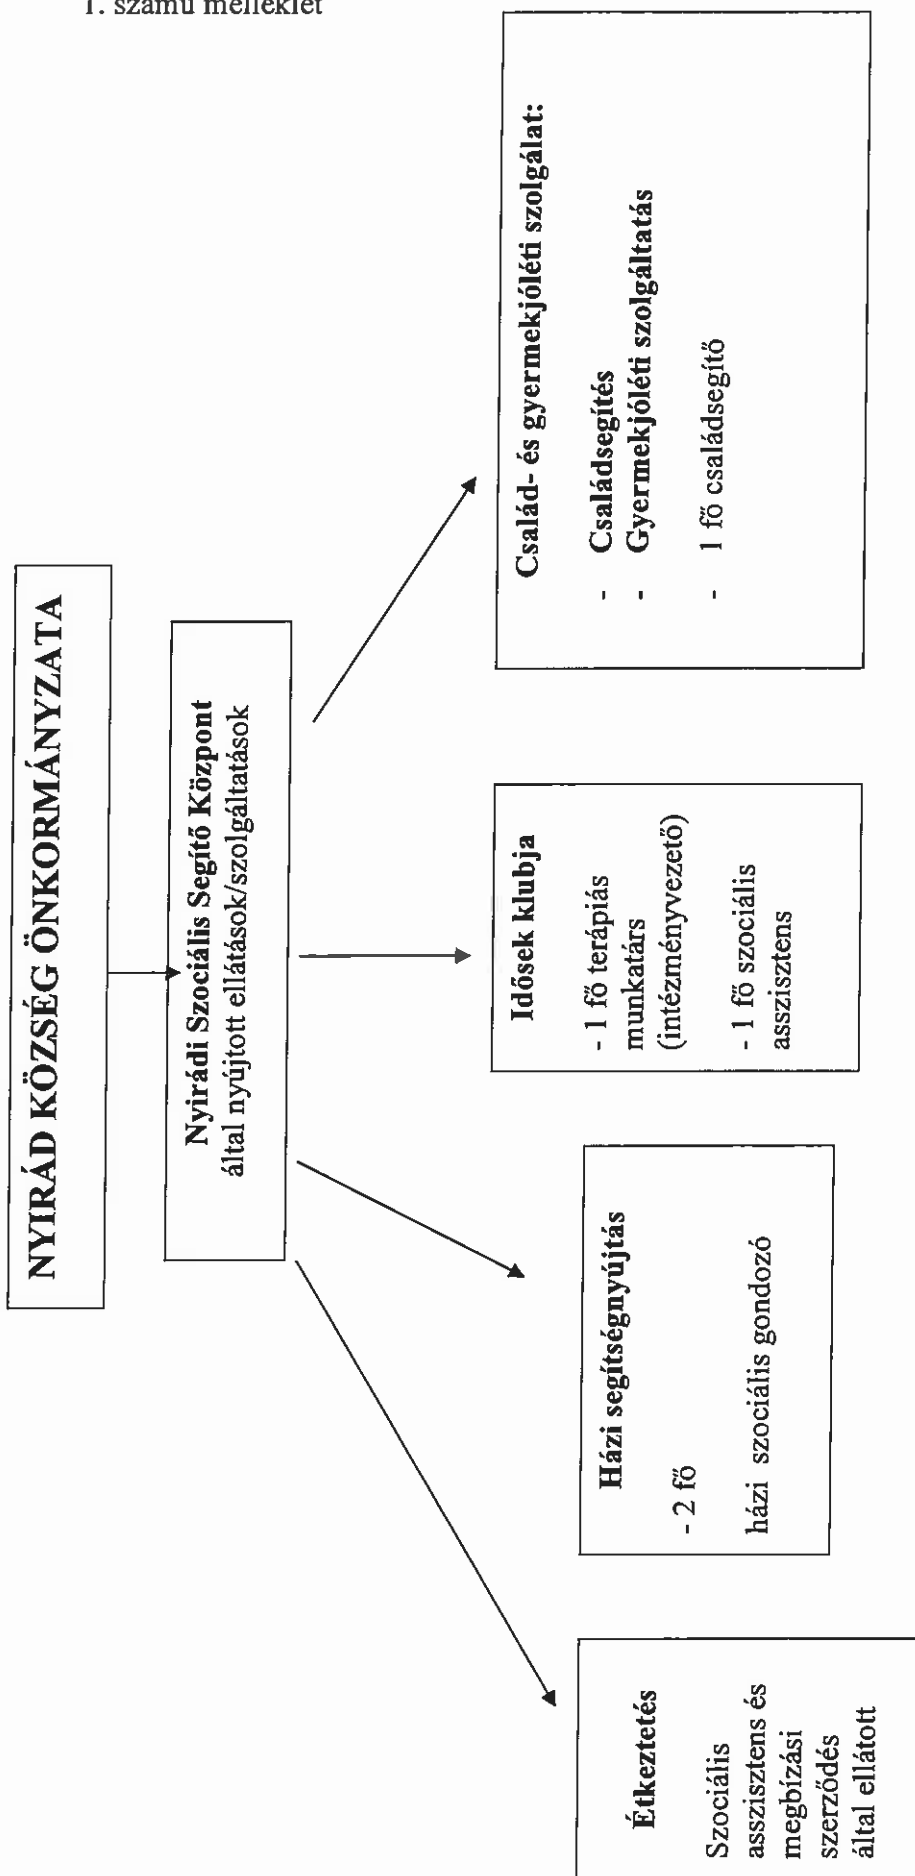 1. számú melléklet
NYIRÁD KÖZSÉG ÖNKORMÁNYZATA
Nyirádi Szociális Segítő Központ
által nyújtott ellátások/szolgáltatások
Étkeztetés
Szociális
asszisztens és
megbízási
szerződés
által ellátott
Házi segítségnyújtás
- 2 fő
házi szociális gondozó
Idősek klubja
- 1 fő terápiás
munkatárs
(intézményvezető)
- 1 fő szociális
asszisztens
Család- és gyermekjóléti szolgálat:
- Családsegítés
- Gyermekjóléti szolgáltatás
- 1 fő családsegítő